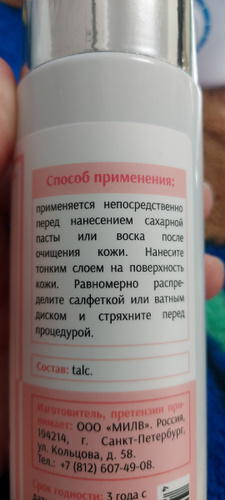 Способ применения:
применяется непосредственно
перед нанесением сахарной
пасты или воска после
очищения кожи. Нанесите
тонким слоем на поверхность
кожи. Равномерно распре-
делите салфеткой или ватным
диском и стряхните перед
процедурой.
Состав: talc.
Изготовитель, претензии при-
нимает: ООО «МИЛВ». Россия,
194214, г. Санкт-Петербург,
ул. Кольцова, д. 58.
Тел.: +7 (812) 607-49-08.
Срок годности: 3 года с